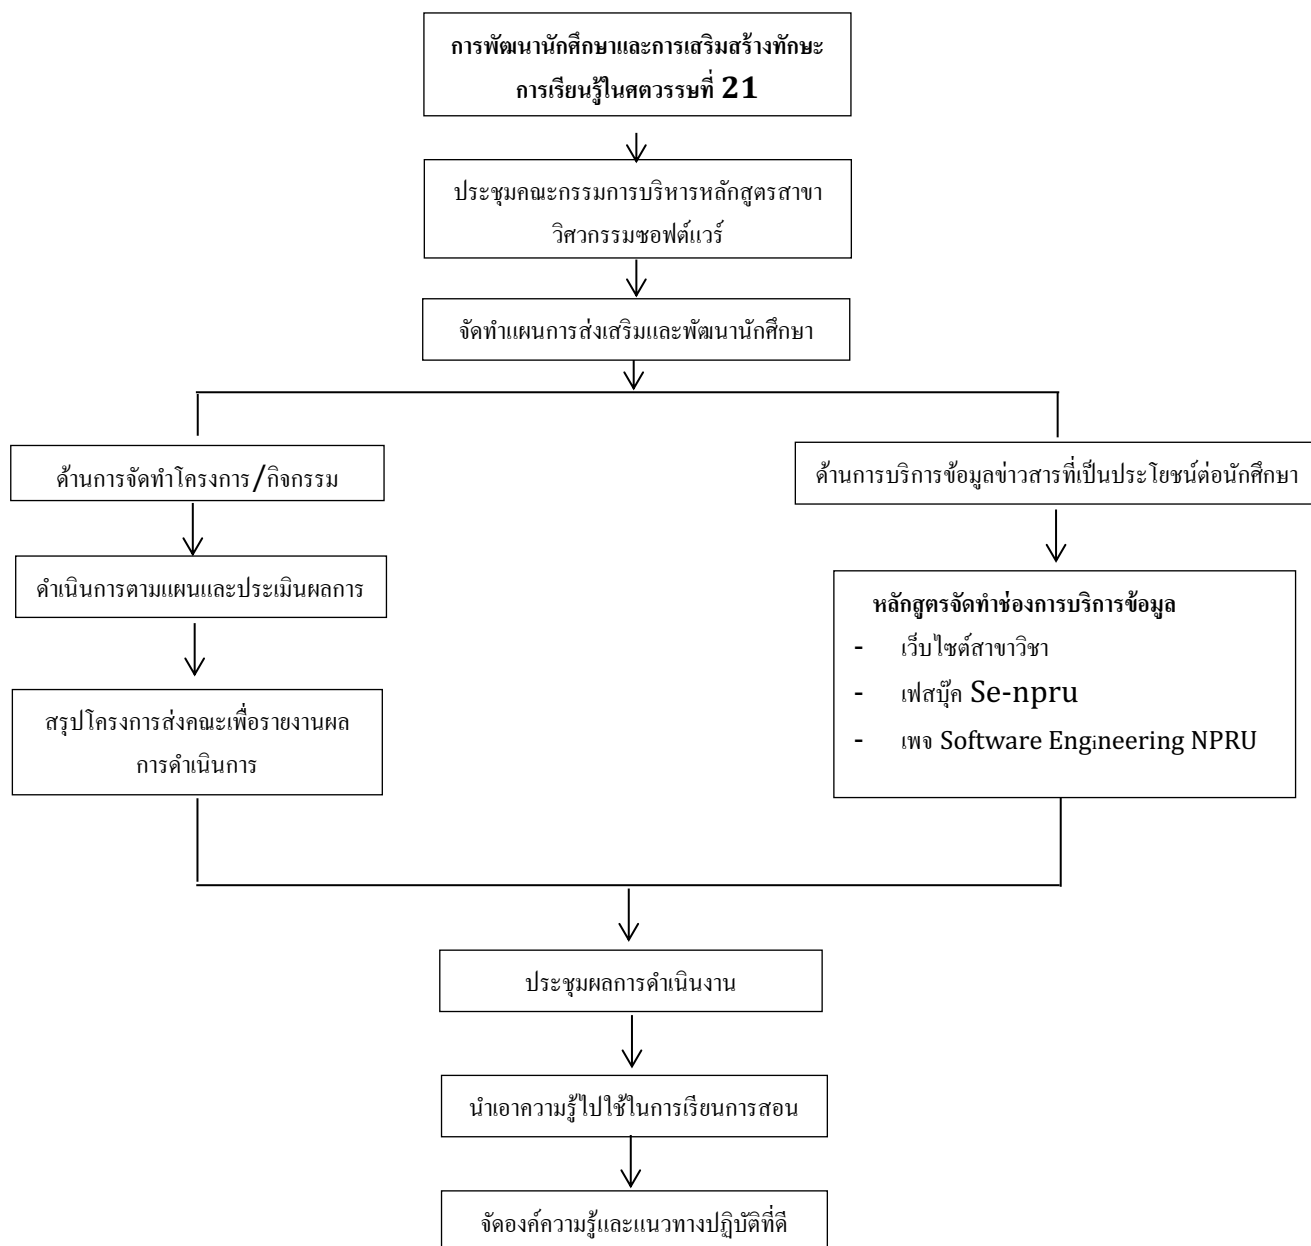 การพัฒนานักศึกษาและการเสริมสร้างทักษะ
การเรียนรู้ในศตวรรษที่ 21
ประชุมคณะกรรมการบริหารหลักสูตรสาขา
วิศวกรรมซอฟต์แวร์
จัดทำแผนการส่งเสริมและพัฒนานักศึกษา
ด้านการจัดทำโครงการ/กิจกรรม
ด้านการบริการข้อมูลข่าวสารที่เป็นประโยชน์ต่อนักศึกษา
ดำเนินการตามแผนและประเมินผลการ
หลักสูตรจัดทำช่องการบริการข้อมูล
- เว็บไซต์สาขาวิชา
- เฟสบุ๊ค Se-npru
- เพจ Software Engineering NPRU
สรุปโครงการส่งคณะเพื่อรายงานผล
การดำเนินการ
ประชุมผลการดำเนินงาน
นำเอาความรู้ไปใช้ในการเรียนการสอน
จัดองค์ความรู้และแนวทางปฏิบัติที่ดี